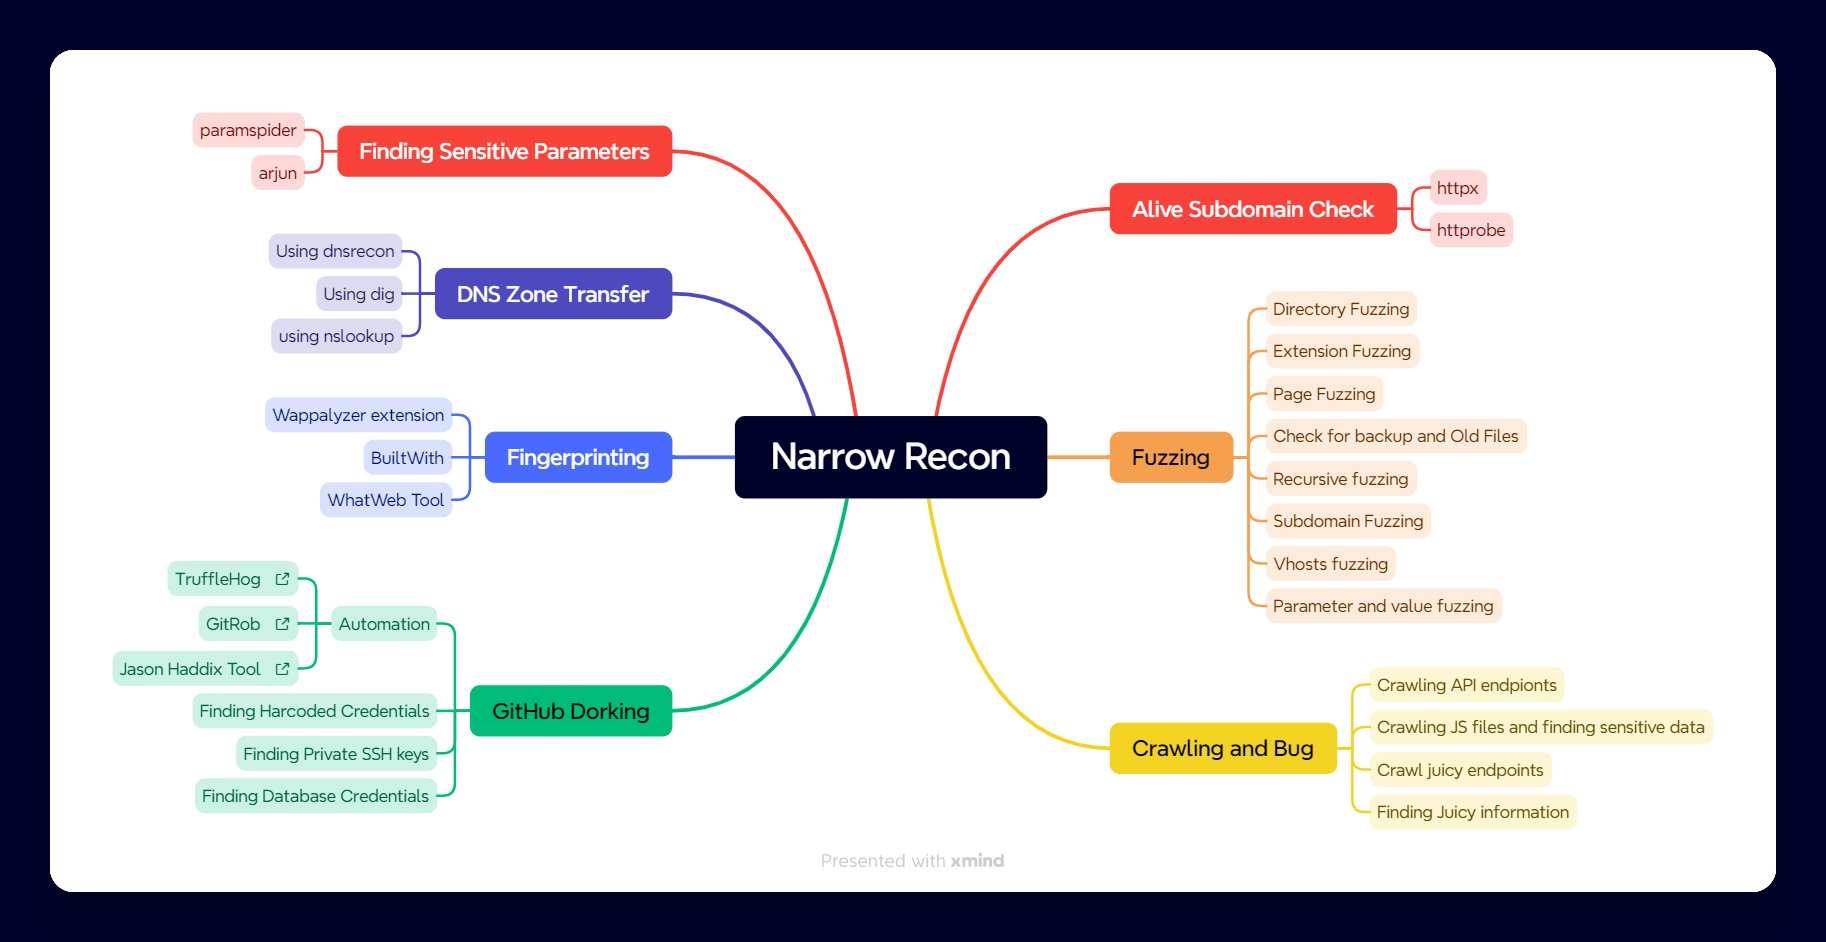 Narrow Recon
Alive Subdomain Check
httpx
httprobe
Fuzzing
Directory Fuzzing
Extension Fuzzing
Page Fuzzing
Check for backup and Old Files
Recursive fuzzing
Subdomain Fuzzing
Vhosts fuzzing
Parameter and value fuzzing
Crawling and Bug
Crawling API endpionts
Crawling JS files and finding sensitive data
Crawl juicy endpoints
Finding Juicy information
Finding Sensitive Parameters
paramspider
arjun
DNS Zone Transfer
Using dnsrecon
Using dig
using nslookup
Fingerprinting
Wappalyzer extension
BuiltWith
WhatWeb Tool
GitHub Dorking
Automation
TruffleHog
GitRob
Jason Haddix Tool
Finding Harcoded Credentials
Finding Private SSH keys
Finding Database Credentials
Presented with xmind